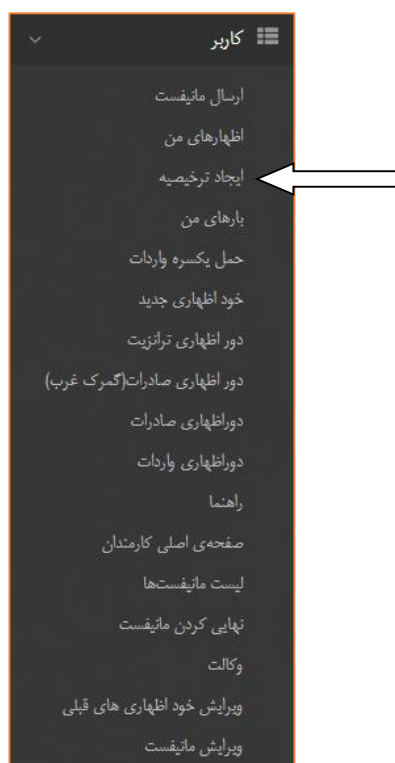 کاربر
ارسال مانیفست
اظهارهای من
ایجاد ترخیصیه
بارهای من
حمل یکسره واردات
خود اظهاری جدید
دور اظهاری ترانزیت
دور اظهاری صادرات(گمرک غرب)
دوراظهاری صادرات
دوراظهاری واردات
راهنما
صفحه‌ی اصلی کارمندان
لیست مانیفست‌ها
نهایی کردن مانیفست
وکالت
ویرایش خود اظهاری های قبلی
ویرایش مانیفست